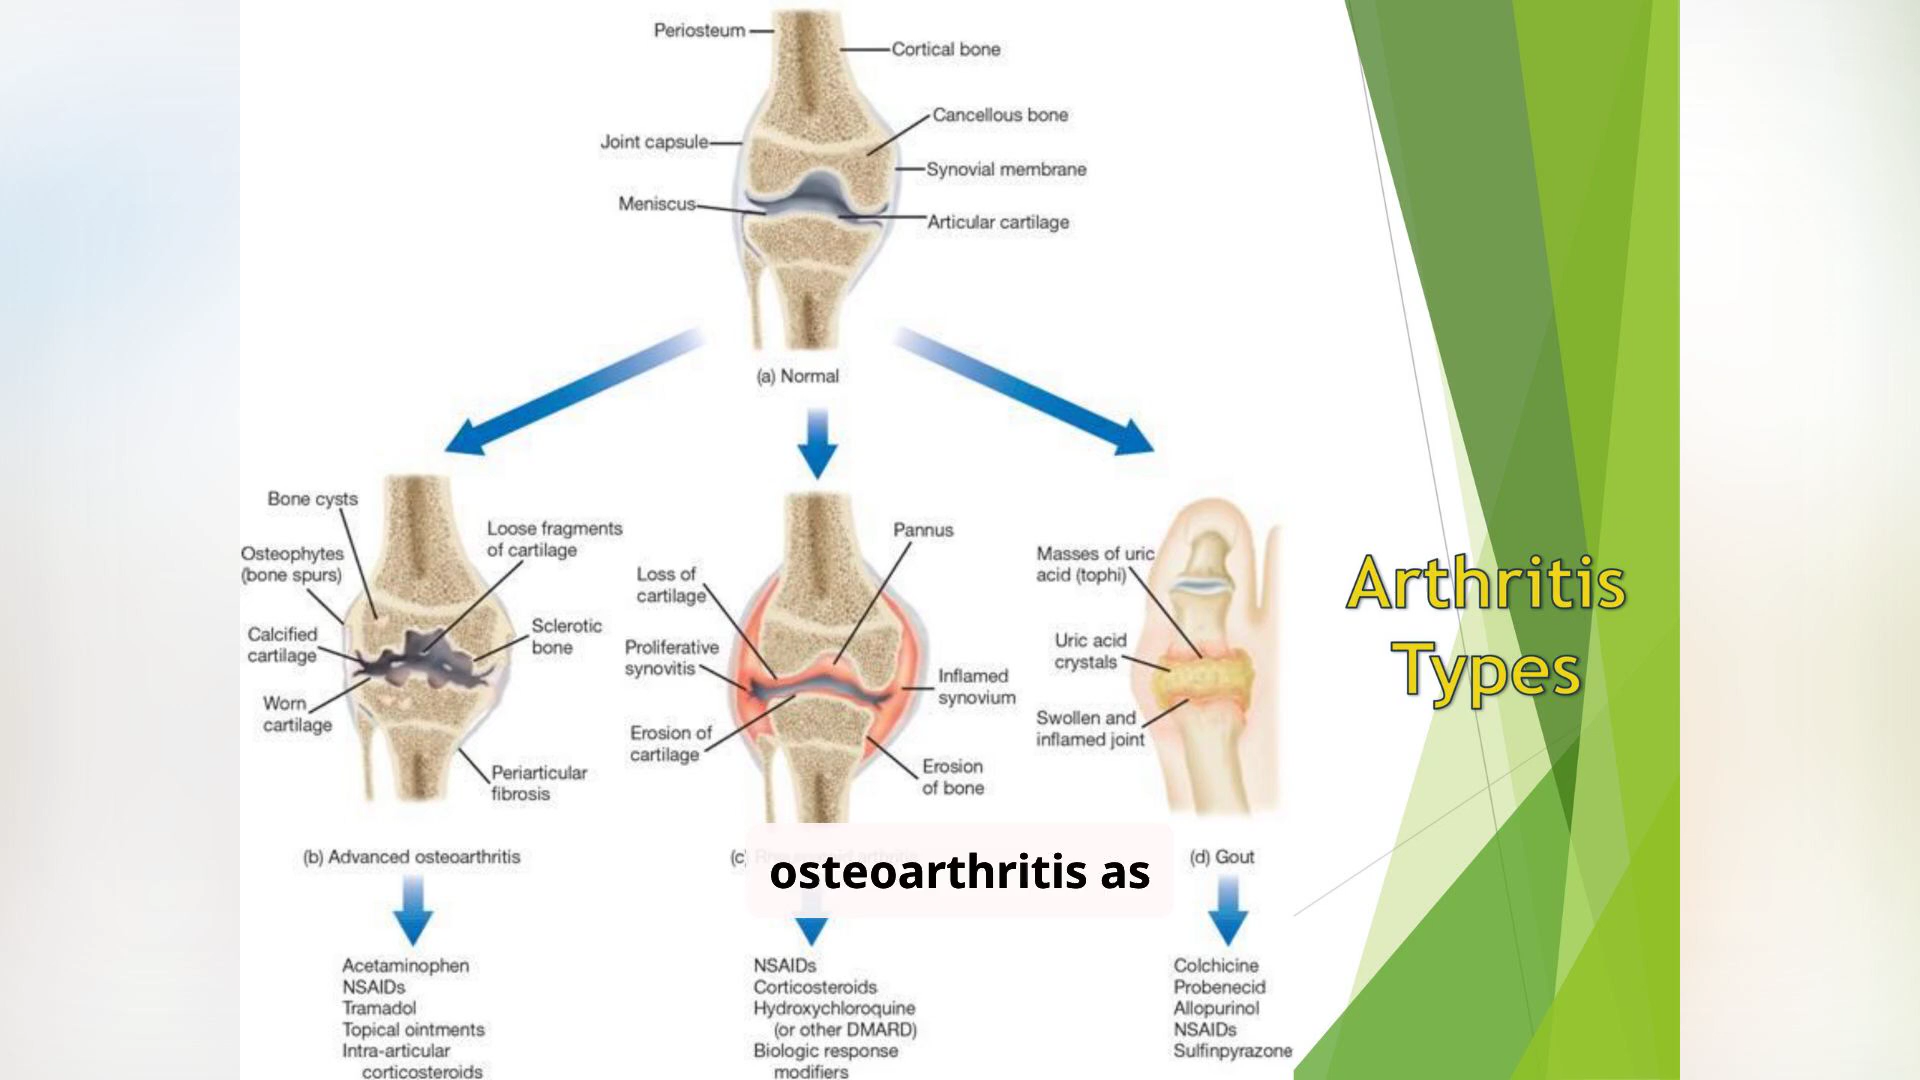 Periosteum
Cortical bone
Cancellous bone
Joint capsule
Synovial membrane
Meniscus
Articular cartilage
(a) Normal
Bone cysts
Loose fragments
of cartilage
Osteophytes
(bone spurs)
Calcified
cartilage
Sclerotic
bone
Worn
cartilage
Periarticular
fibrosis
Pannus
Loss of
cartilage
Proliferative
synovitis
Inflamed
synovium
Erosion of
cartilage
Erosion
of bone
Masses of uric
acid (tophi)
Uric acid
crystals
Swollen and
inflamed joint
Arthritis
Types
(b) Advanced osteoarthritis
(c)
osteoarthritis as
(d) Gout
Acetaminophen
NSAIDs
Tramadol
Topical ointments
Intra-articular
corticosteroids
NSAIDs
Corticosteroids
Hydroxychloroquine
(or other DMARD)
Biologic response
modifiers
Colchicine
Probenecid
Allopurinol
NSAIDs
Sulfinpyrazone